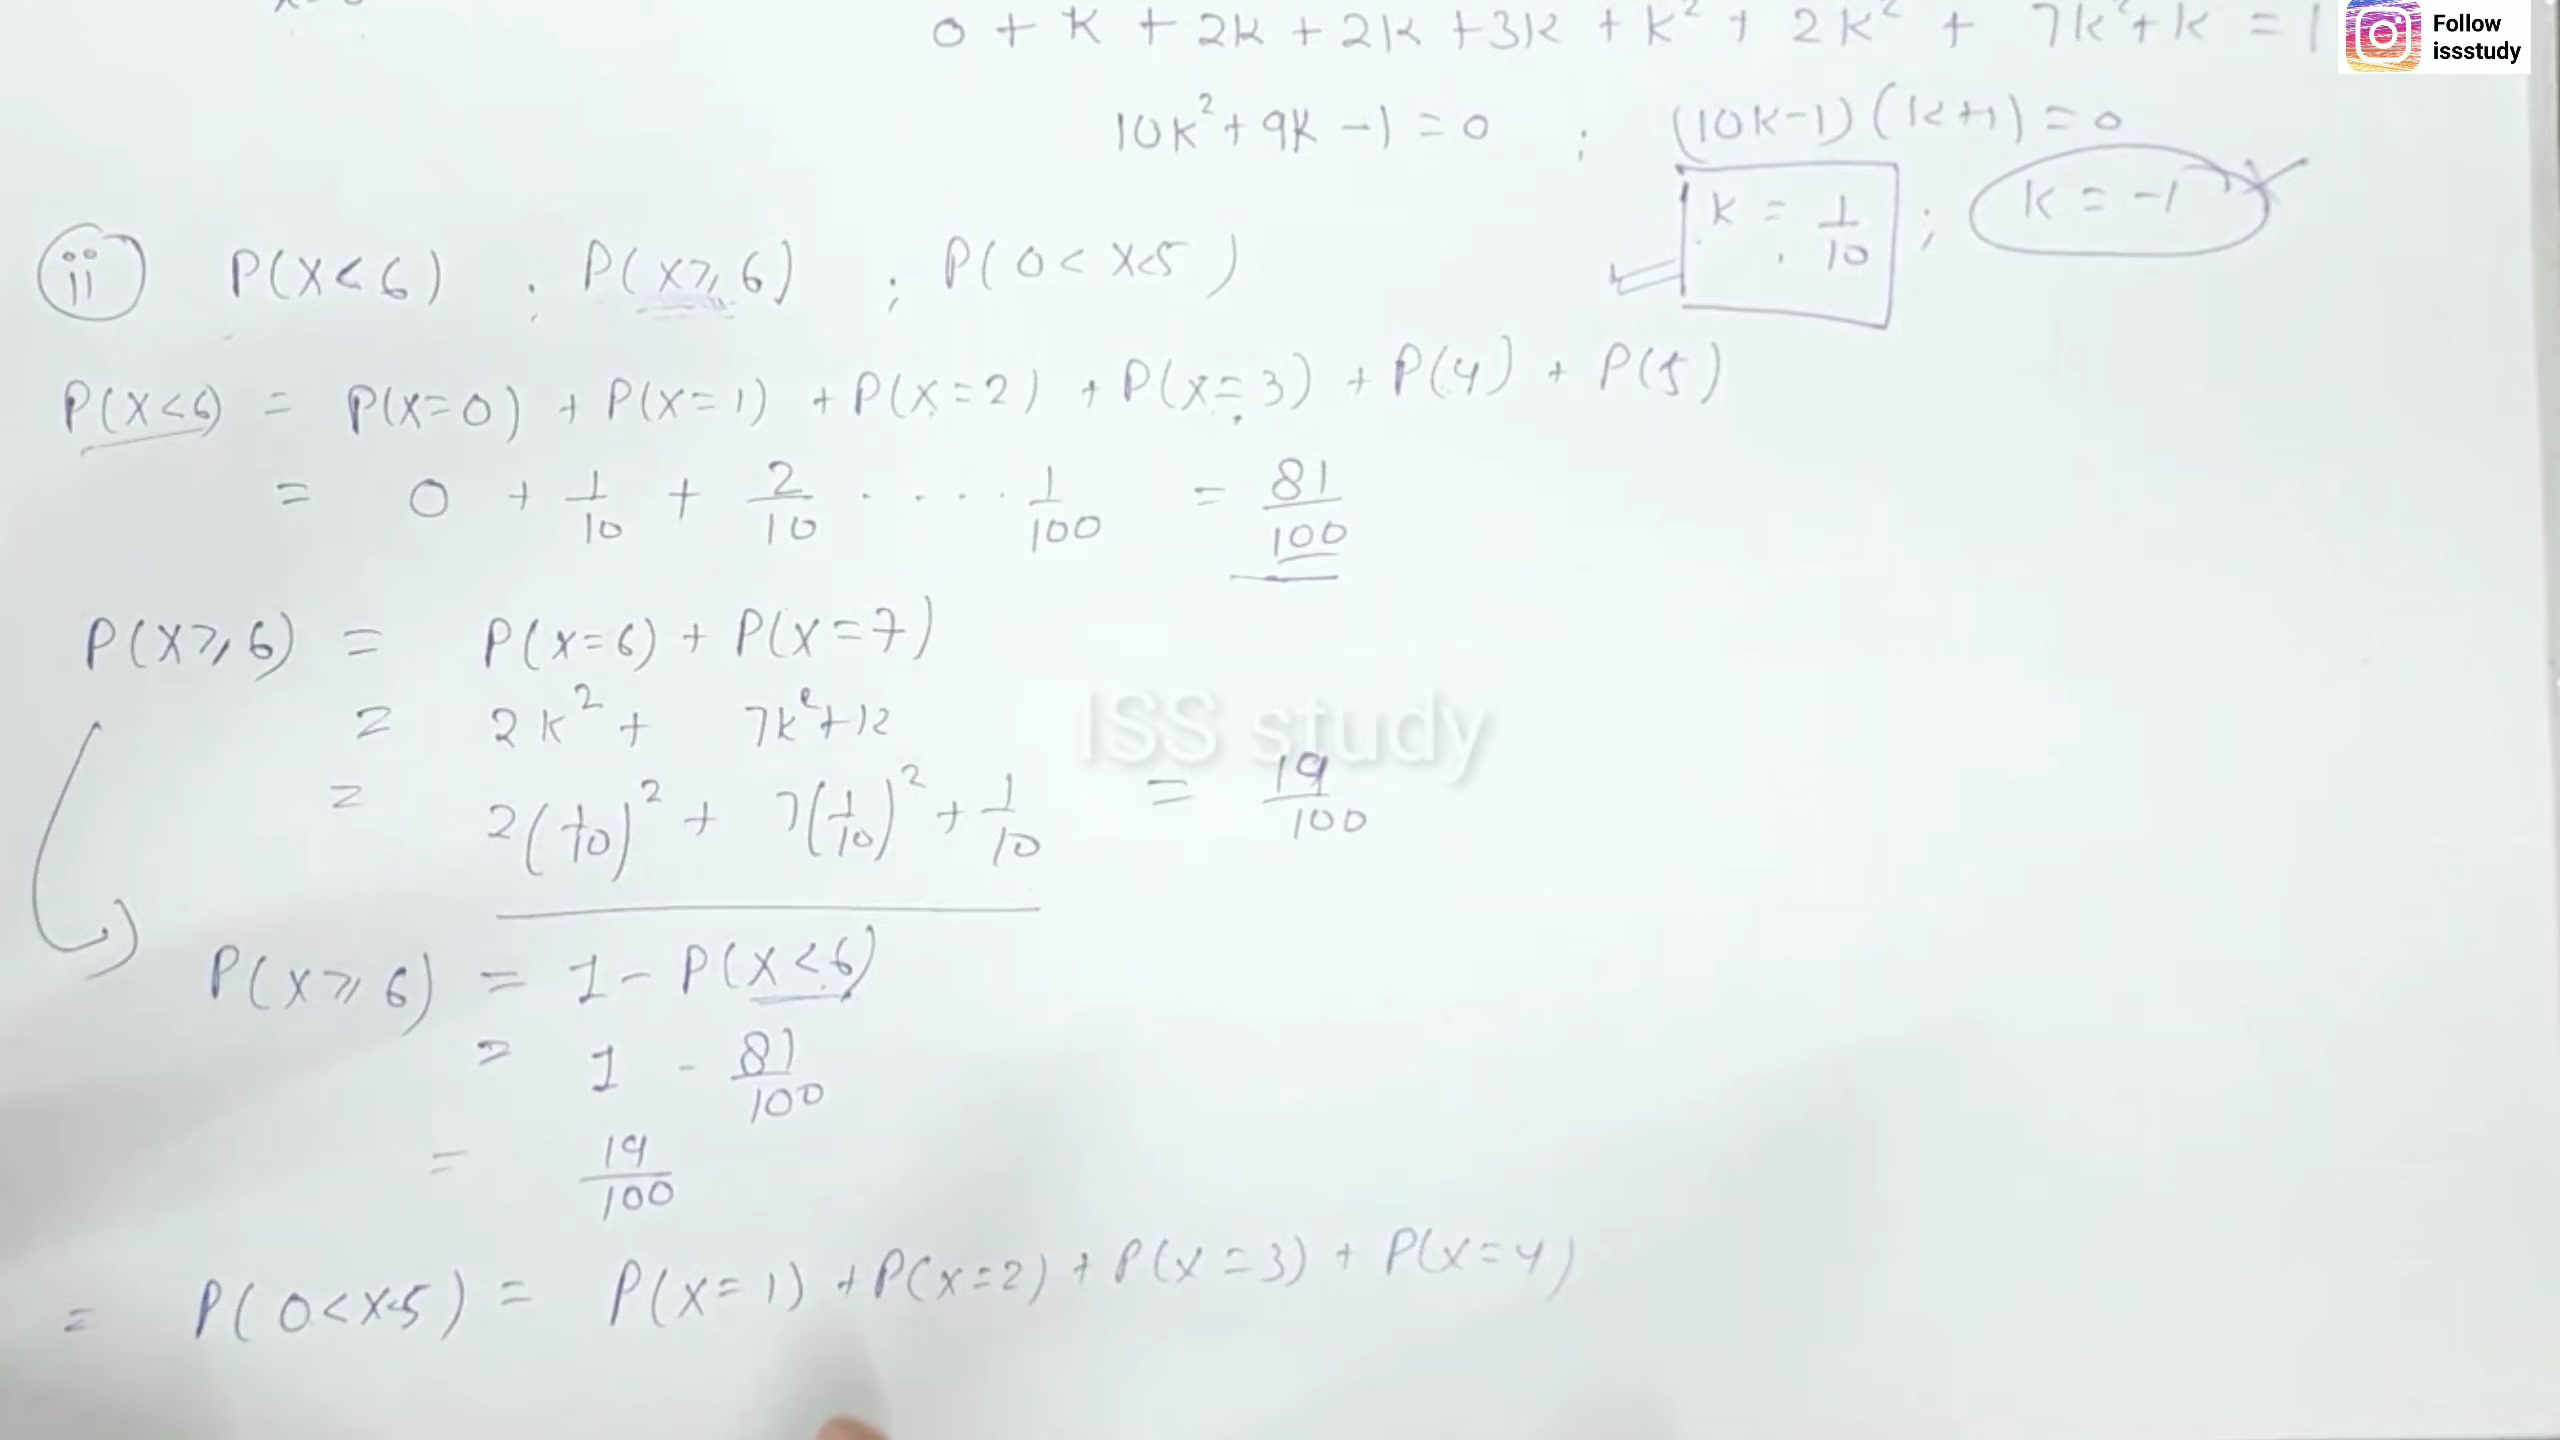 0 + k + 2k + 2k + 3k + k² + 2k² + 7k² + k = 1
Follow
issstudy
10k² + 9k - 1 = 0 ; (10k-1)(k+1) = 0
k = 1/10 ; k = -1
ii P(X<6) ; P(X⩾6) ; P(0<X<5)
P(X<6) = P(X=0) + P(X=1) + P(X=2) + P(X=3) + P(4) + P(5)
= 0 + 1/10 + 2/10 . . . . 1/100 = 81/100
P(X⩾6) = P(X=6) + P(X=7)
= 2k² + 7k²+k
ISS study
= 2(1/10)² + 7(1/10)² + 1/10 = 19/100
P(X⩾6) = 1 - P(X<6)
= 1 - 81/100
= 19/100
= P(0<X<5) = P(X=1) + P(X=2) + P(X=3) + P(X=4)